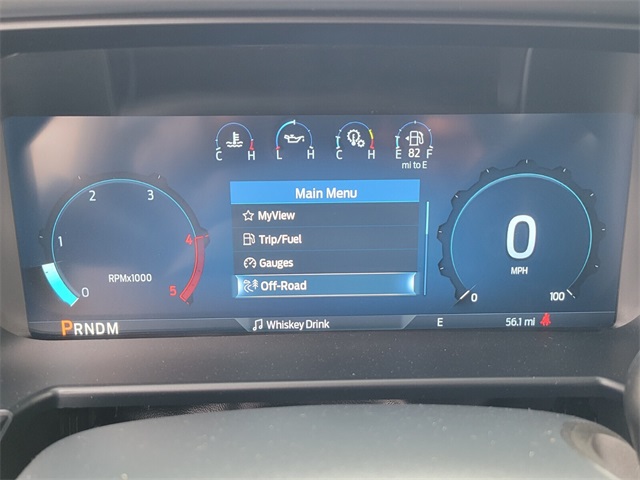 C H
L H
C H
E 82 F
mi to E
Main Menu
MyView
Trip/Fuel
Gauges
Off-Road
2 3
1 4
RPMx1000
0 5
0
MPH
0 100
PRNDM
Whiskey Drink
E
56.1 mi